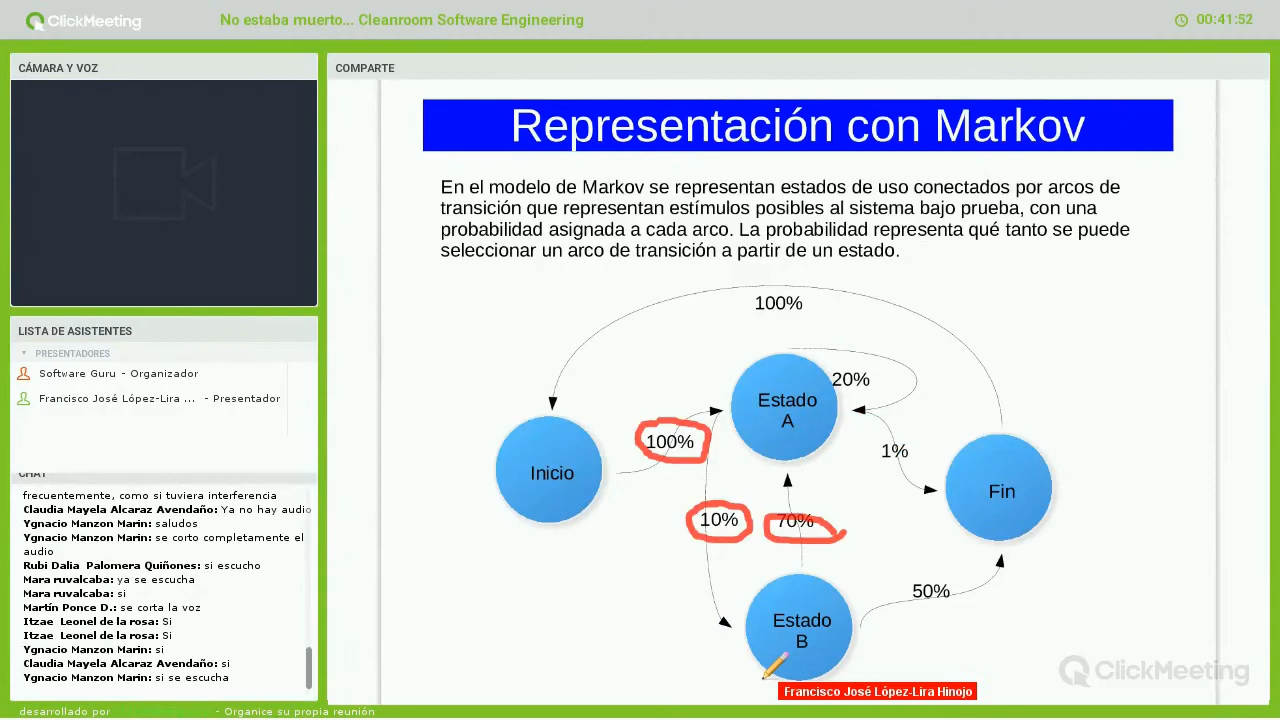 ClickMeeting
No estaba muerto... Cleanroom Software Engineering
00:41:52
CÁMARA Y VOZ
LISTA DE ASISTENTES
PRESENTADORES
Software Guru - Organizador
Francisco José López-Lira ... - Presentador
CHAT
frecuentemente, como si tuviera interferencia
Claudia Mayela Alcaraz Avendaño: Ya no hay audio
Ygnacio Manzon Marin: saludos
Ygnacio Manzon Marin: se corto completamente el
audio
Rubi Dalia Palomera Quiñones: si escucho
Mara ruvalcaba: ya se escucha
Mara ruvalcaba: si
Martín Ponce D.: se corta la voz
Itzae Leonel de la rosa: Si
Itzae Leonel de la rosa: Si
Ygnacio Manzon Marin: si
Claudia Mayela Alcaraz Avendaño: si
Ygnacio Manzon Marin: si se escucha
COMPARTE
Representación con Markov
En el modelo de Markov se representan estados de uso conectados por arcos de
transición que representan estímulos posibles al sistema bajo prueba, con una
probabilidad asignada a cada arco. La probabilidad representa qué tanto se puede
seleccionar un arco de transición a partir de un estado.
100%
20%
Estado
A
100%
1%
Inicio
Fin
10%
70%
50%
Estado
B
ClickMeeting
Francisco José López-Lira Hinojo
desarrollado por
- Organice su propia reunión